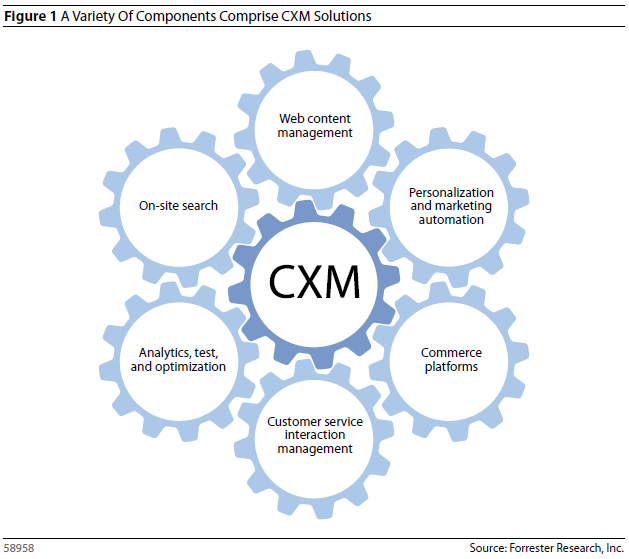 Figure 1 A Variety Of Components Comprise CXM Solutions
Web content
management
Personalization
and marketing
automation
Commerce
platforms
Customer service
interaction
management
Analytics, test,
and optimization
On-site search
CXM
58958
Source: Forrester Research, Inc.